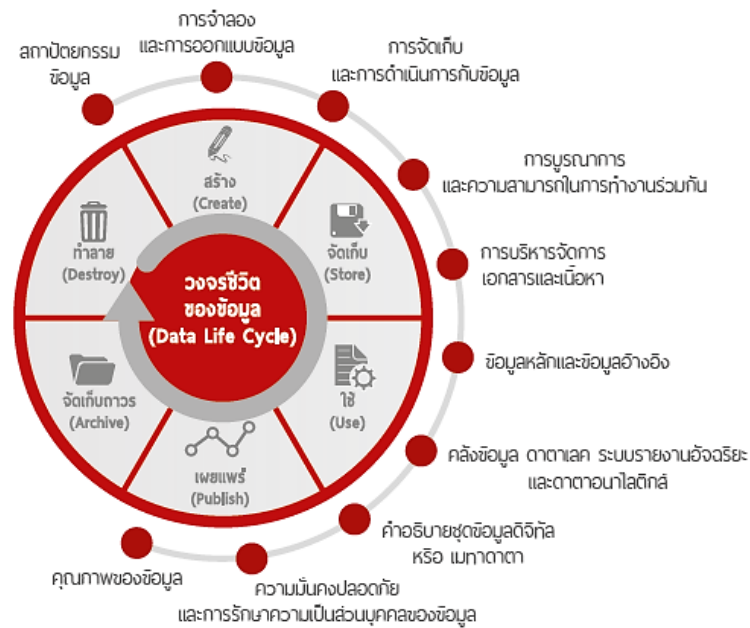 การจำลอง
และการออกแบบข้อมูล
สถาปัตยกรรม
ข้อมูล
การจัดเก็บ
และการดำเนินการกับข้อมูล
การบูรณาการ
และความสามารถในการทำงานร่วมกัน
การบริหารจัดการ
เอกสารและเนื้อหา
ข้อมูลหลักและข้อมูลอ้างอิง
คลังข้อมูล ดาตาเลค ระบบรายงานอัจฉริยะ
และดาตาอนาไลติกส์
คำอธิบายชุดข้อมูลดิจิทัล
หรือ เมทาดาตา
ความมั่นคงปลอดภัย
และการรักษาความเป็นส่วนบุคคลของข้อมูล
คุณภาพของข้อมูล
สร้าง
(Create)
จัดเก็บ
(Store)
ใช้
(Use)
เผยแพร่
(Publish)
จัดเก็บถาวร
(Archive)
ทำลาย
(Destroy)
วงจรชีวิต
ของข้อมูล
(Data Life Cycle)